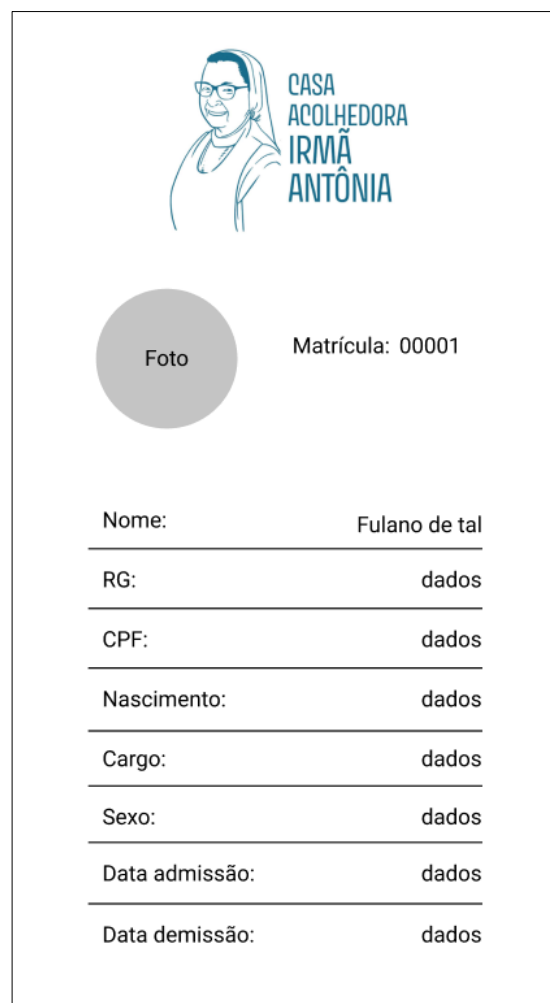 CASA
ACOLHEDORA
IRMÃ
ANTÔNIA
Foto
Matrícula: 00001
Nome: Fulano de tal
RG: dados
CPF: dados
Nascimento: dados
Cargo: dados
Sexo: dados
Data admissão: dados
Data demissão: dados